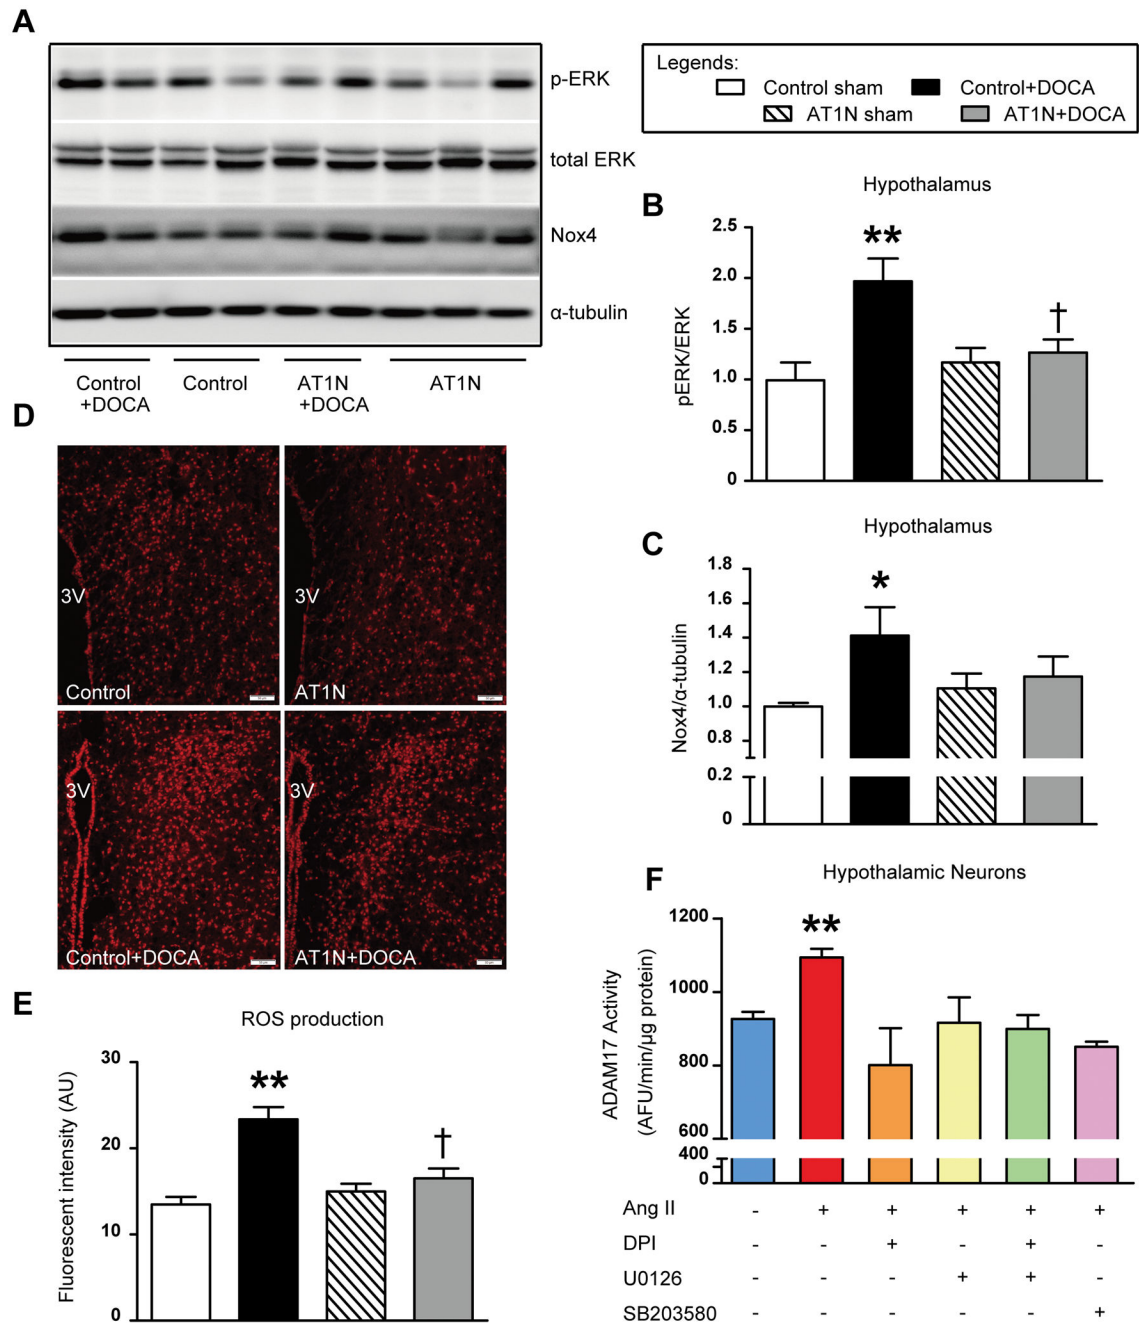 A
p-ERK
total ERK
Nox4
α-tubulin
Control
+DOCA
Control
AT1N
+DOCA
AT1N
Legends:
Control sham
Control+DOCA
AT1N sham
AT1N+DOCA
B
Hypothalamus
pERK/ERK
2.5
2.0
1.5
1.0
0.5
0
**
†
C
Hypothalamus
Nox4/α-tubulin
1.8
1.6
1.4
1.2
1.0
0.8
0.2
0
*
D
3V
Control
3V
AT1N
3V
Control+DOCA
3V
AT1N+DOCA
E
ROS production
Fluorescent intensity (AU)
30
20
10
0
**
†
F
Hypothalamic Neurons
ADAM17 Activity
(AFU/min/µg protein)
1200
1000
800
600
400
0
**
Ang II - + + + + +
DPI - - + - + -
U0126 - - - + + -
SB203580 - - - - - +